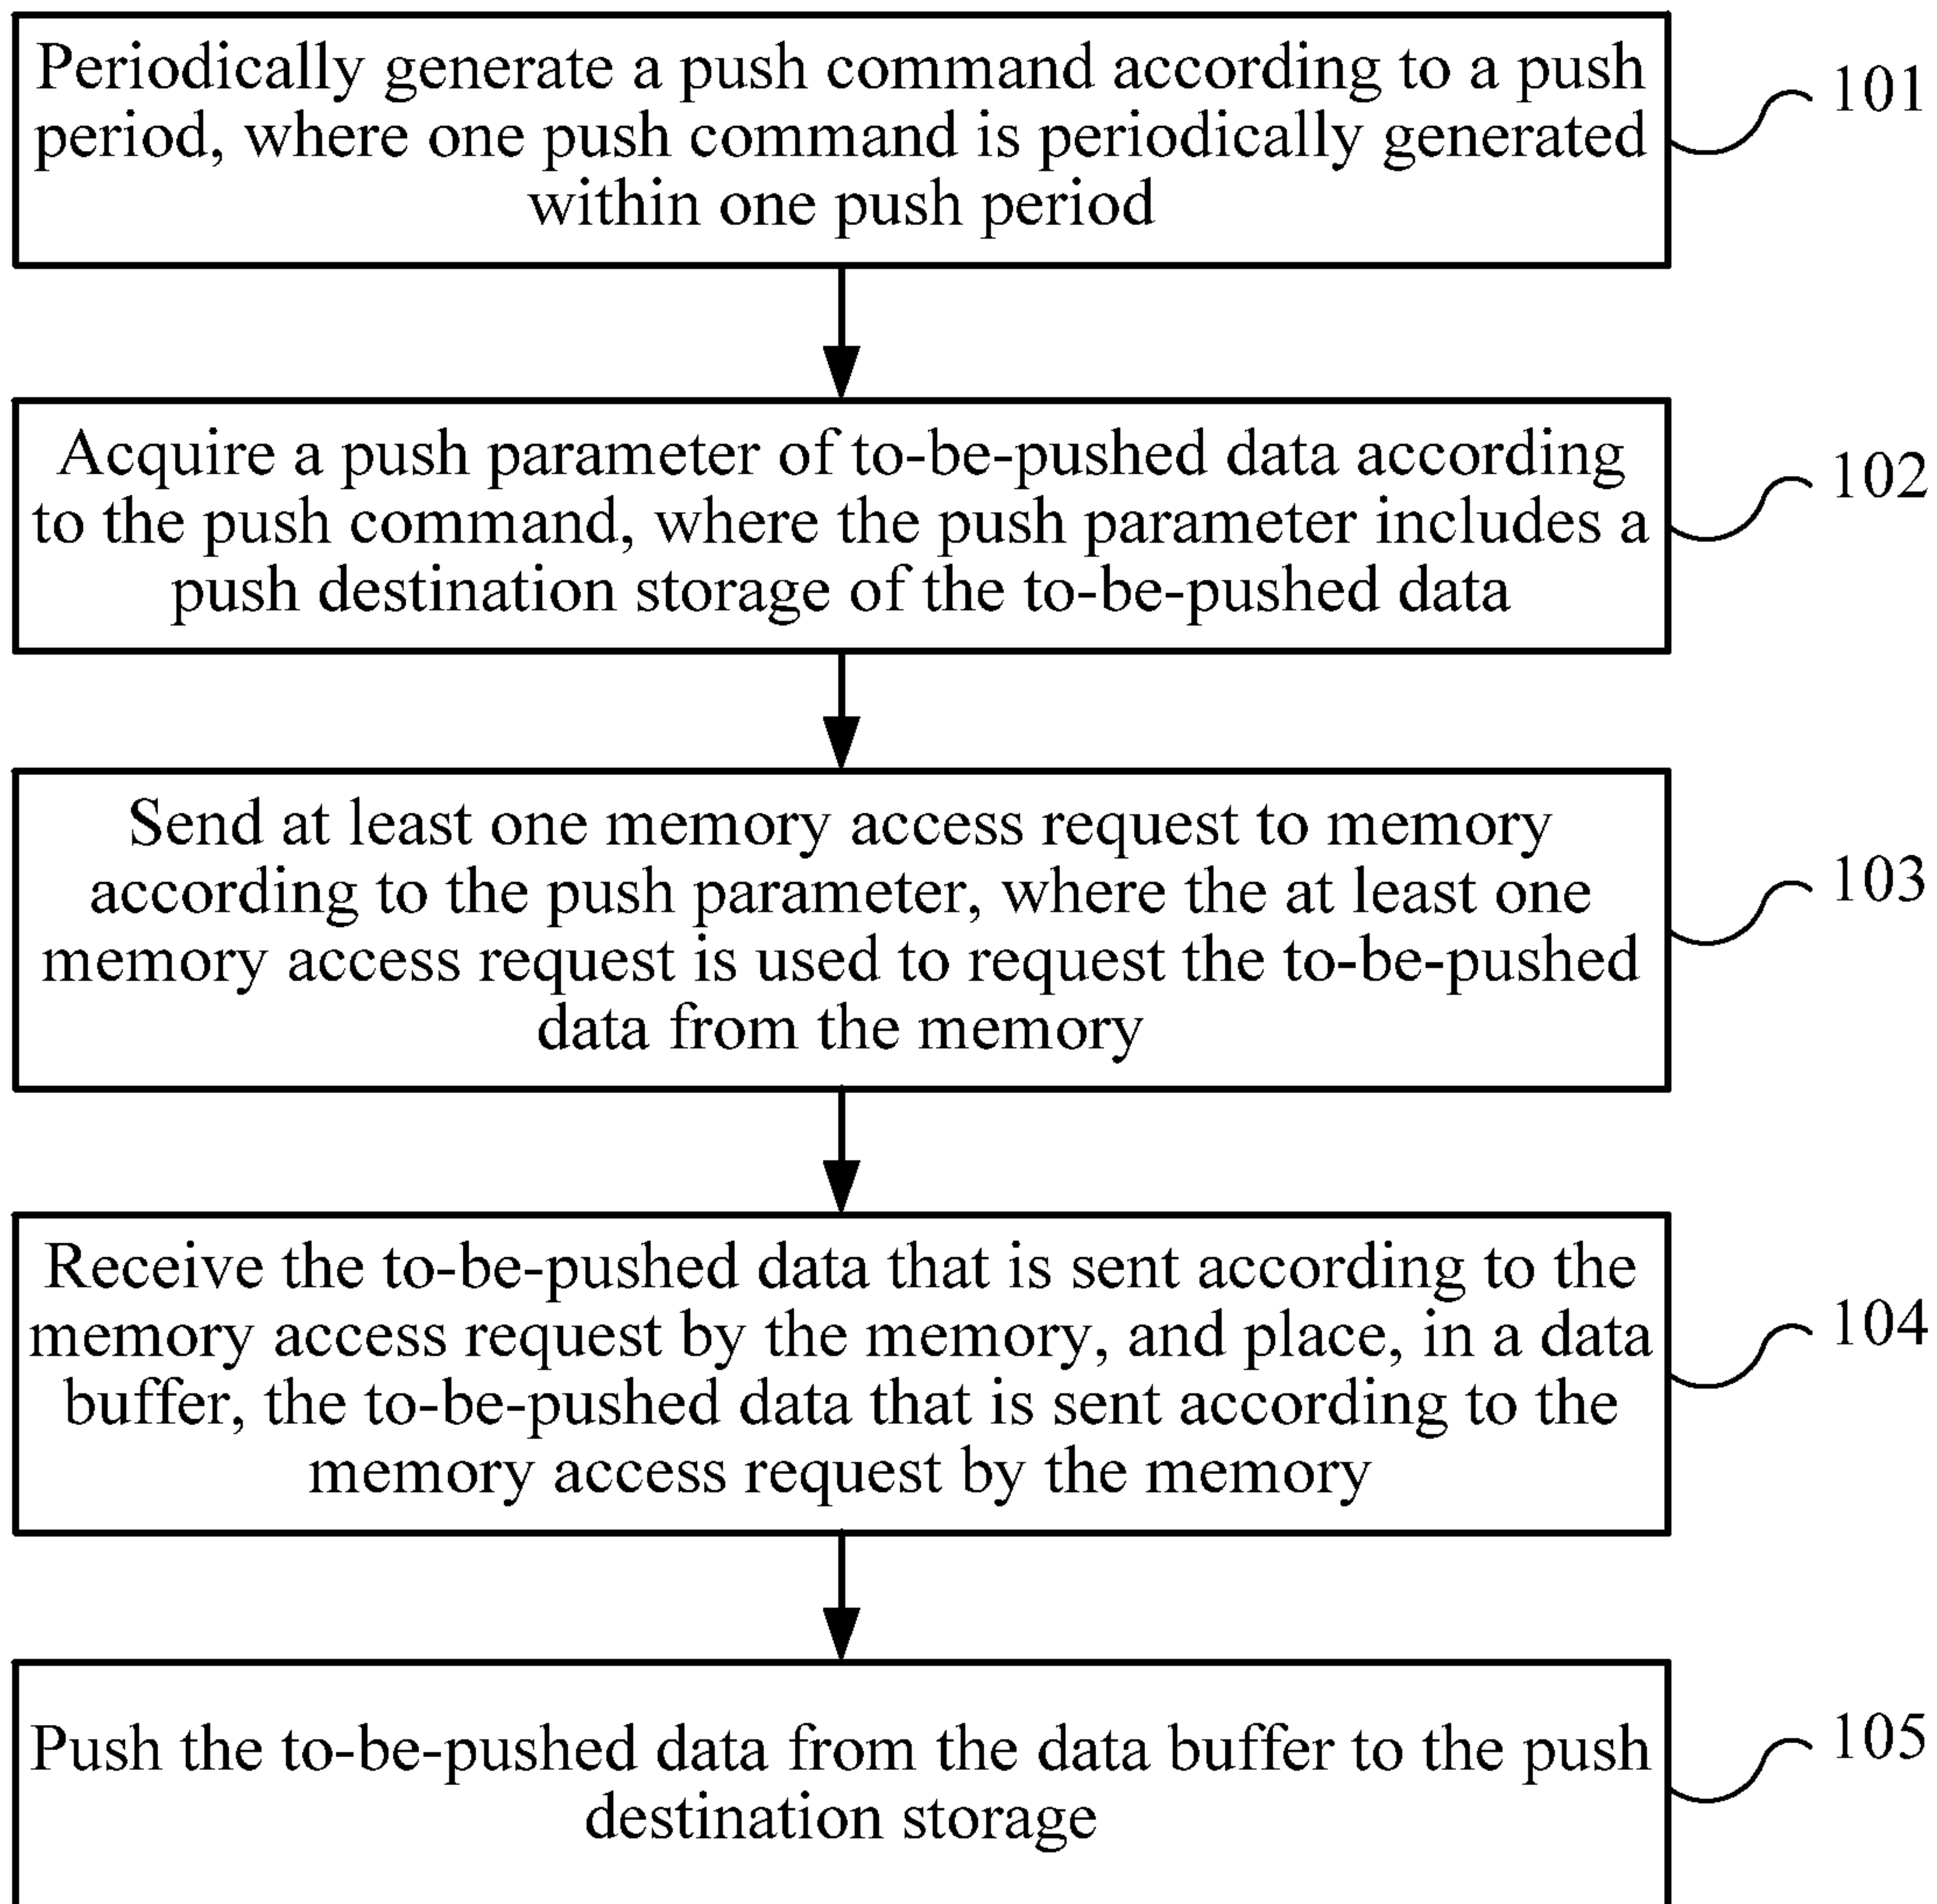 Periodically generate a push command according to a push
period, where one push command is periodically generated
within one push period
101
Acquire a push parameter of to-be-pushed data according
to the push command, where the push parameter includes a
push destination storage of the to-be-pushed data
102
Send at least one memory access request to memory
according to the push parameter, where the at least one
memory access request is used to request the to-be-pushed
data from the memory
103
Receive the to-be-pushed data that is sent according to the
memory access request by the memory, and place, in a data
buffer, the to-be-pushed data that is sent according to the
memory access request by the memory
104
Push the to-be-pushed data from the data buffer to the push
destination storage
105